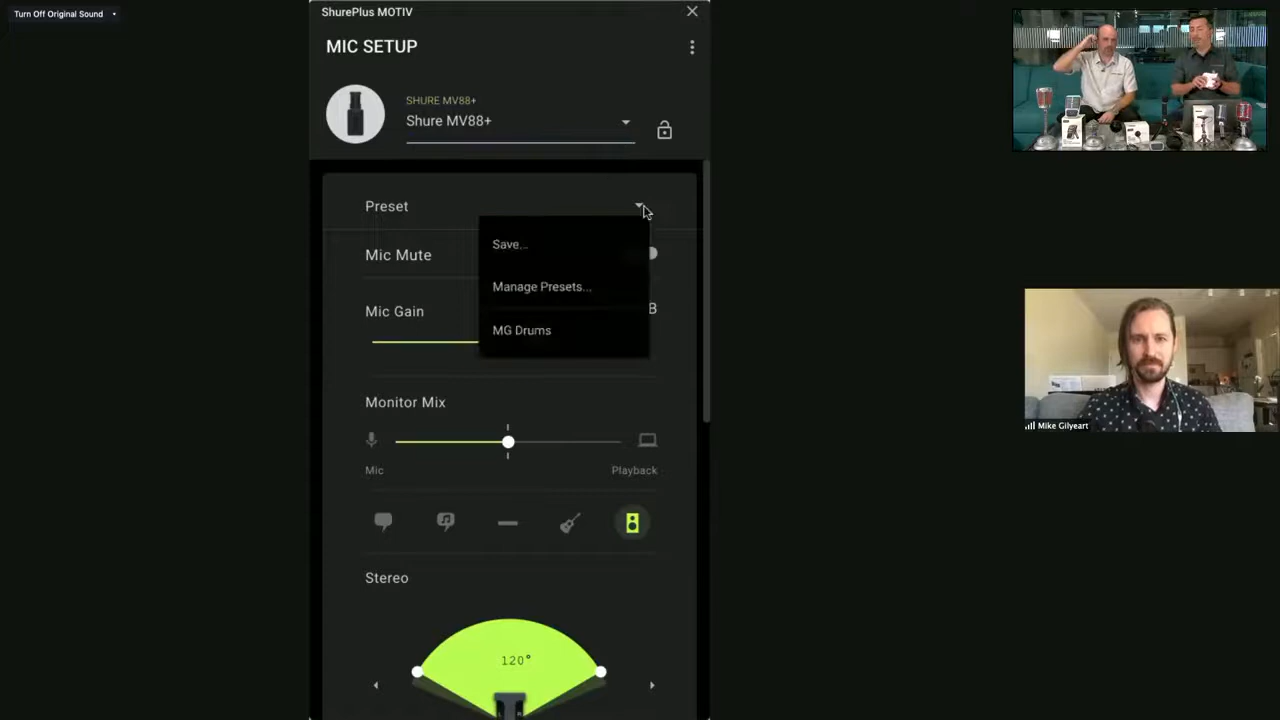 Turn Off Original Sound
ShurePlus MOTIV
MIC SETUP
SHURE MV88+
Shure MV88+
Preset
Save...
Manage Presets...
MG Drums
Mic Mute
Mic Gain
B
Monitor Mix
Mic
Playback
Stereo
120°
Mike Gilyeart